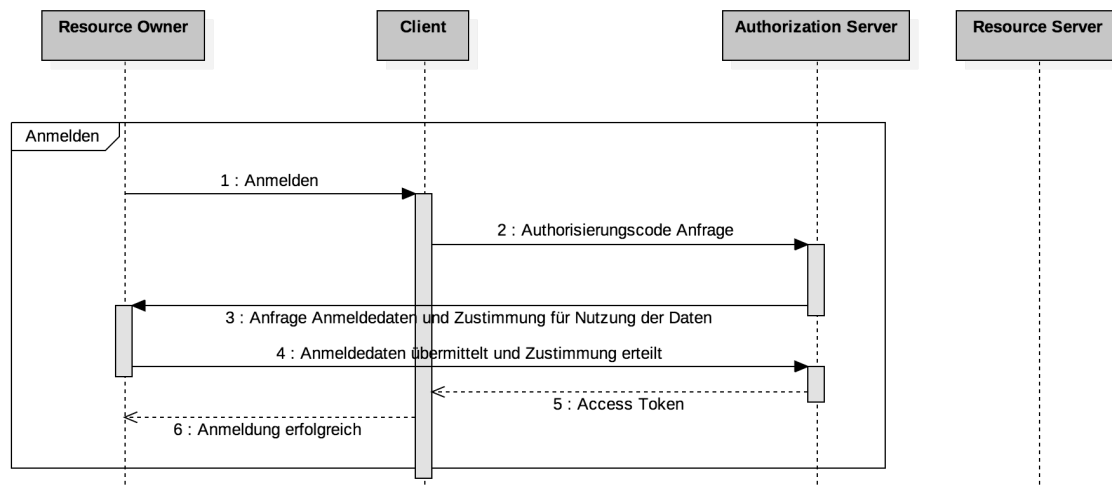 Resource Owner
Client
Authorization Server
Resource Server
Anmelden
1 : Anmelden
2 : Authorisierungscode Anfrage
3 : Anfrage Anmeldedaten und Zustimmung für Nutzung der Daten
4 : Anmeldedaten übermittelt und Zustimmung erteilt
5 : Access Token
6 : Anmeldung erfolgreich